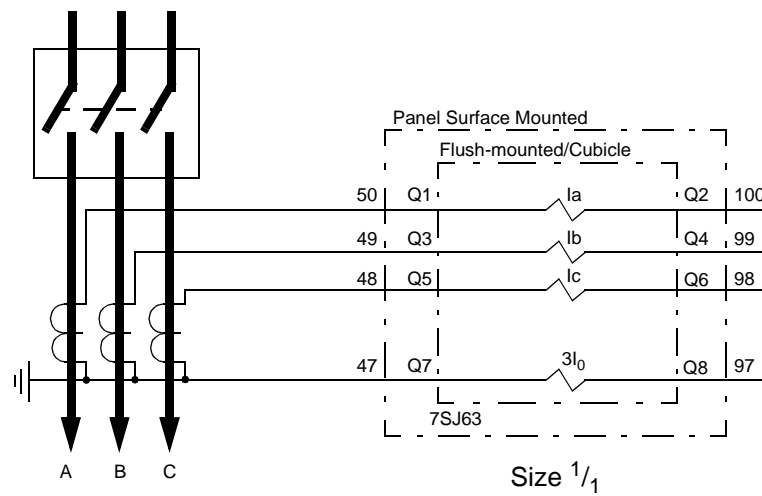 Panel Surface Mounted
Flush-mounted/Cubicle
50 Q1 Ia Q2 100
49 Q3 Ib Q4 99
48 Q5 Ic Q6 98
47 Q7 3I0 Q8 97
7SJ63
A B C
Size 1/1